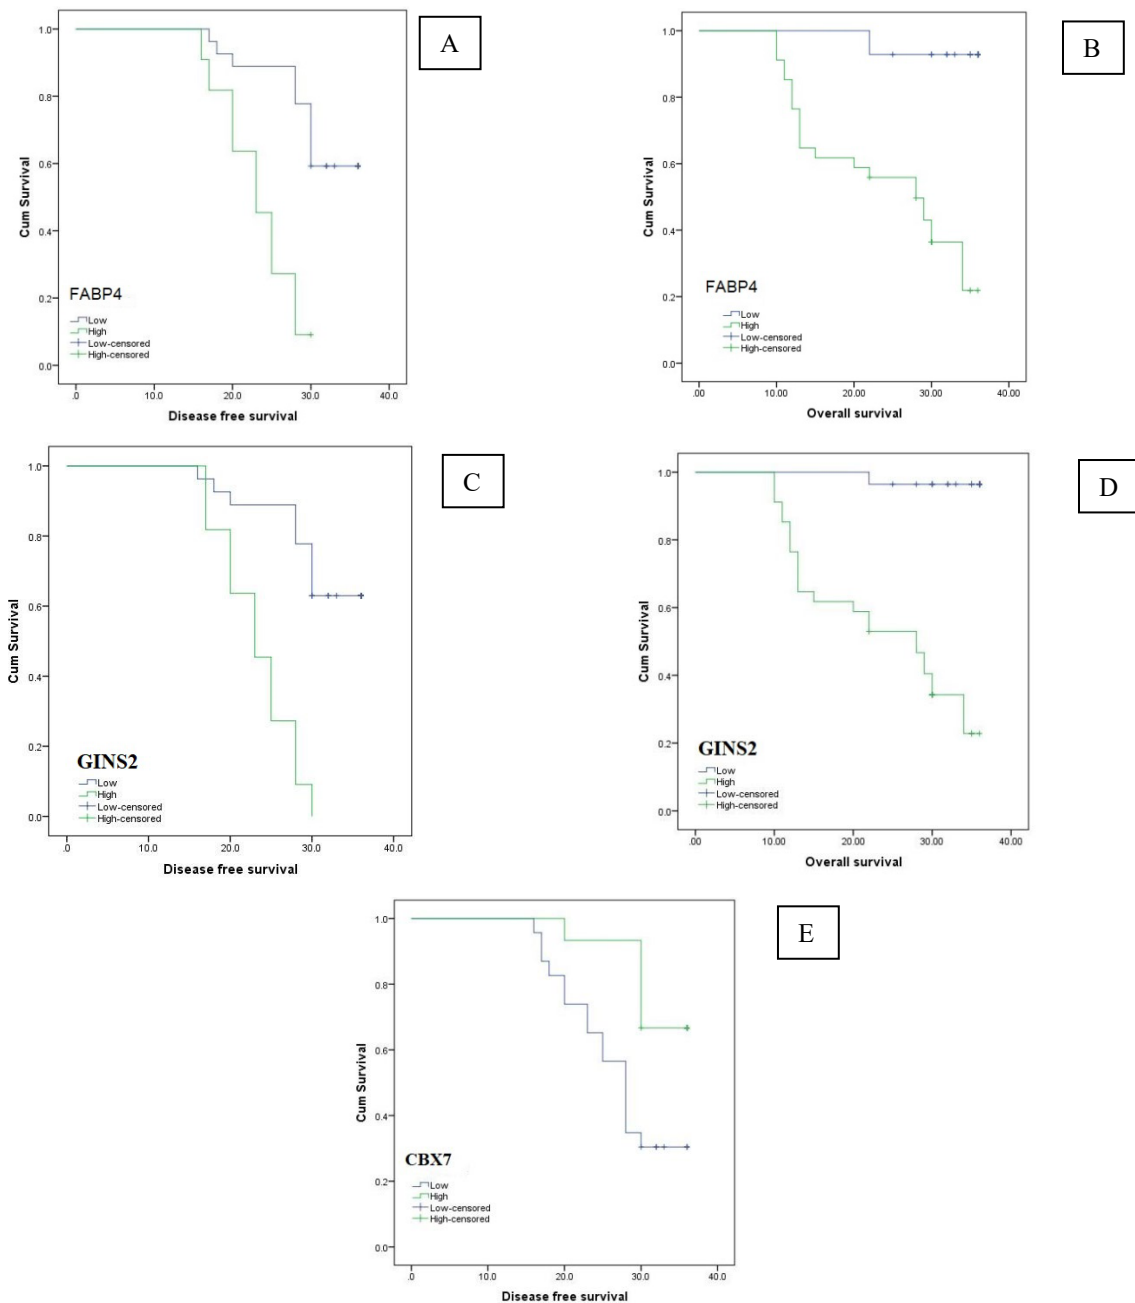 A
1.0
0.8
0.6
0.4
0.2
0.0
Cum Survival
FABP4
Low
High
Low-censored
High-censored
.0 10.0 20.0 30.0 40.0
Disease free survival
B
1.0
0.8
0.6
0.4
0.2
0.0
Cum Survival
FABP4
Low
High
Low-censored
High-censored
.00 10.00 20.00 30.00 40.00
Overall survival
C
1.0
0.8
0.6
0.4
0.2
0.0
Cum Survival
GINS2
Low
High
Low-censored
High-censored
.0 10.0 20.0 30.0 40.0
Disease free survival
D
1.0
0.8
0.6
0.4
0.2
0.0
Cum Survival
GINS2
Low
High
Low-censored
High-censored
.00 10.00 20.00 30.00 40.00
Overall survival
E
1.0
0.8
0.6
0.4
0.2
0.0
Cum Survival
CBX7
Low
High
Low-censored
High-censored
.0 10.0 20.0 30.0 40.0
Disease free survival